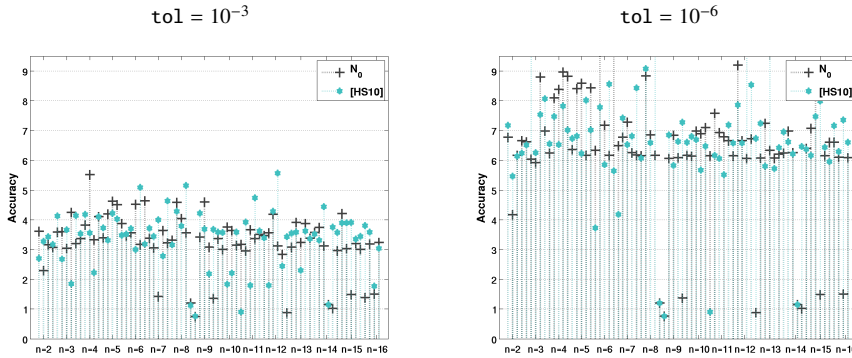 tol = 10⁻³
tol = 10⁻⁶
9
8
7
6
5
4
3
2
1
0
Accuracy
N₀
[HS10]
n=2 n=3 n=4 n=5 n=6 n=7 n=8 n=9 n=10 n=11 n=12 n=13 n=14 n=15 n=16
9
8
7
6
5
4
3
2
1
0
Accuracy
N₀
[HS10]
n=2 n=3 n=4 n=5 n=6 n=7 n=8 n=9 n=10 n=11 n=12 n=13 n=14 n=15 n=16